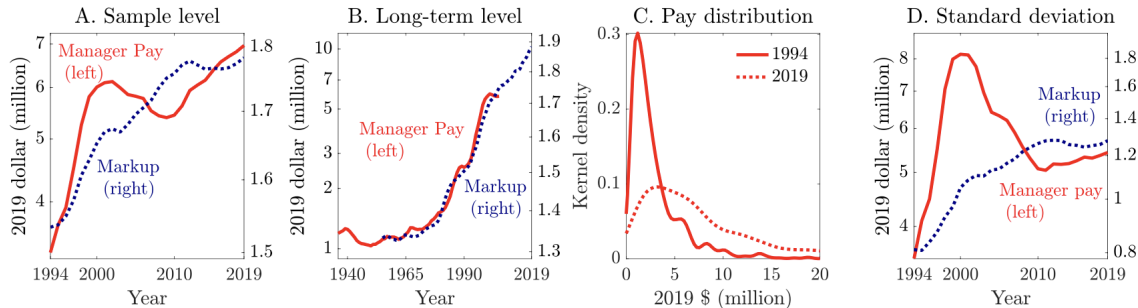 A. Sample level
7
6
5
4
1.8
1.7
1.6
1.5
1994
2000
2010
2019
Year
2019 dollar (million)
Manager Pay
(left)
Markup
(right)
B. Long-term level
10
7
5
3
2
1
1.9
1.8
1.7
1.6
1.5
1.4
1.3
1940
1965
1990
2019
Year
2019 dollar (million)
Manager Pay
(left)
Markup
(right)
C. Pay distribution
0.3
0.2
0.1
0
0
5
10
15
20
2019 $ (million)
Kernel density
1994
2019
D. Standard deviation
8
7
6
5
4
1.8
1.6
1.4
1.2
1
0.8
1994
2000
2010
2019
Year
2019 dollar (million)
Markup
(right)
Manager pay
(left)